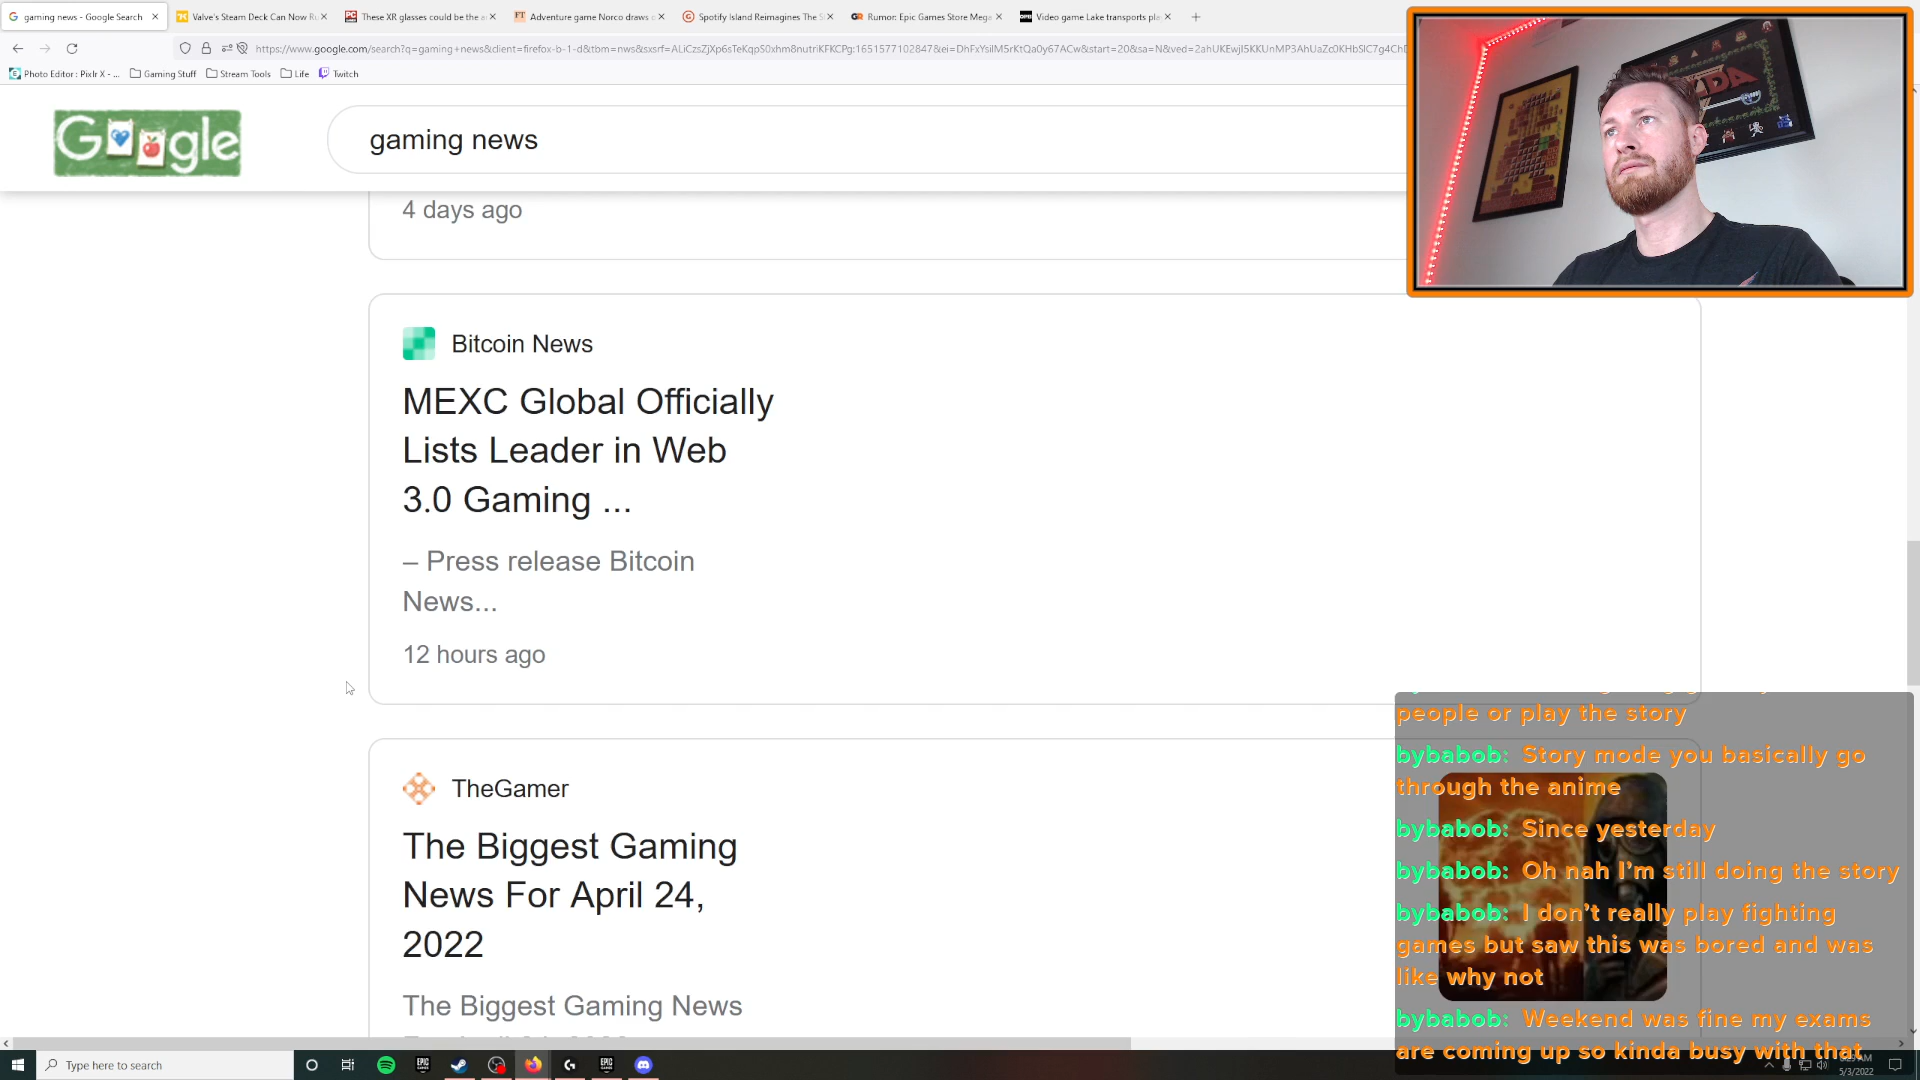 gaming news - Google Search
Valve's Steam Deck Can Now Ru
These XR glasses could be the a
Adventure game Norco draws o
Spotify Island Reimagines The S
Rumor: Epic Games Store Mega
Video game Lake transports pla
Photo Editor : Pixlr X - ...
Gaming Stuff
Stream Tools
Life
Twitch
Google
gaming news
4 days ago
Bitcoin News
MEXC Global Officially
Lists Leader in Web
3.0 Gaming ...
– Press release Bitcoin
News...
12 hours ago
TheGamer
The Biggest Gaming
News For April 24,
2022
The Biggest Gaming News
people or play the story
bybabob: Story mode you basically go
through the anime
bybabob: Since yesterday
bybabob: Oh nah I'm still doing the story
bybabob: I don't really play fighting
games but saw this was bored and was
like why not
bybabob: Weekend was fine my exams
are coming up so kinda busy with that
Type here to search
5/3/2022